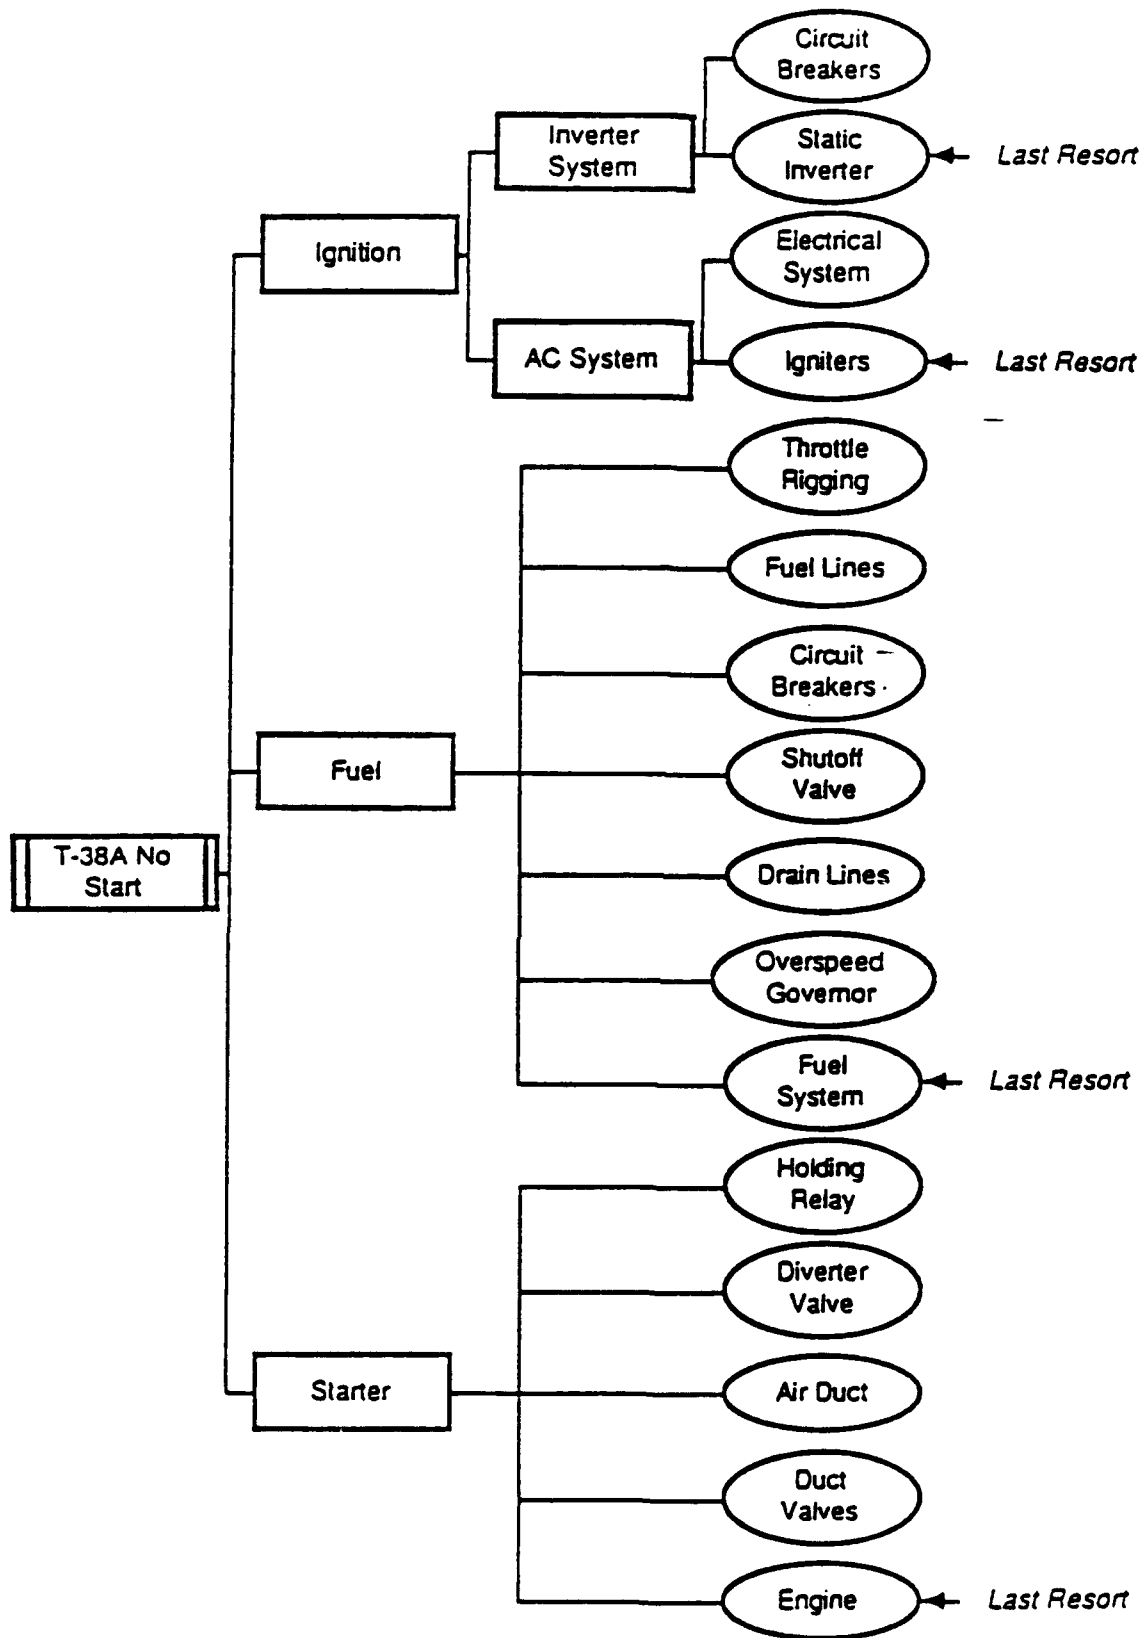 Circuit
Breakers
Inverter
System
Static
Inverter
Last Resort
Ignition
Electrical
System
AC System
Igniters
Last Resort
Throttle
Rigging
Fuel Lines
Circuit
Breakers
Fuel
Shutoff
Valve
T-38A No
Start
Drain Lines
Overspeed
Governor
Fuel
System
Last Resort
Holding
Relay
Diverter
Valve
Starter
Air Duct
Duct
Valves
Engine
Last Resort